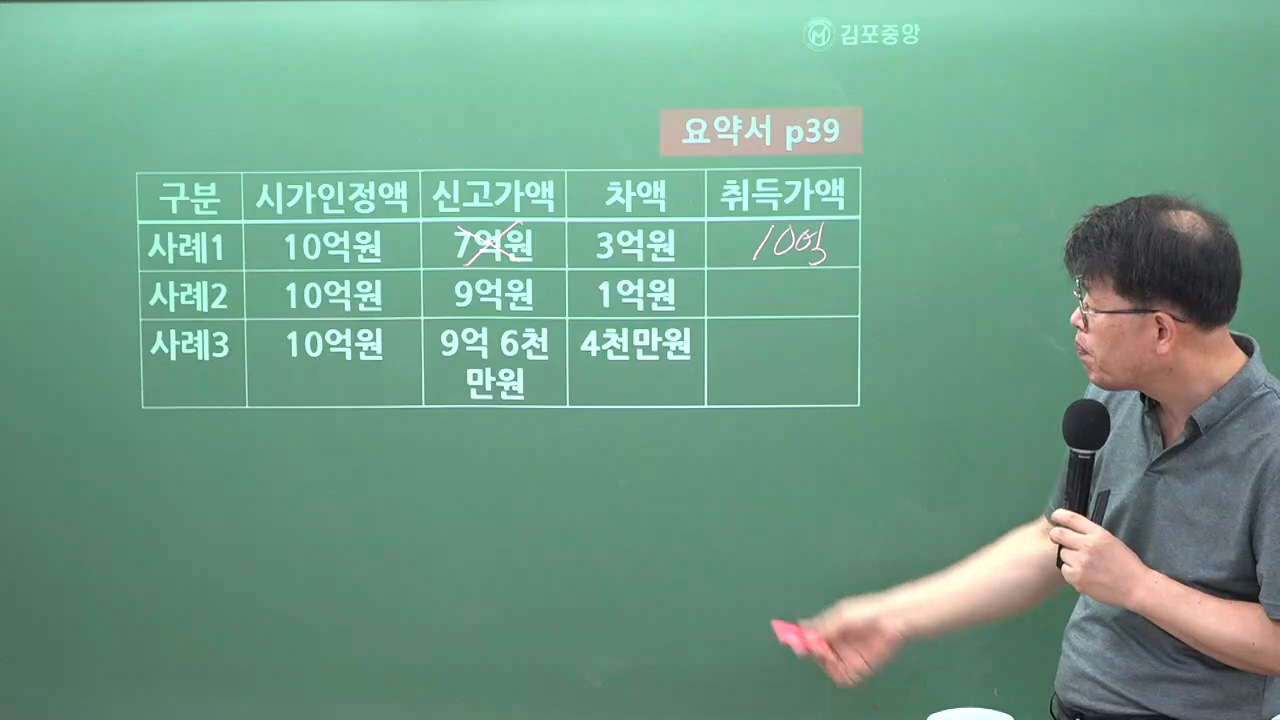 김포중앙
요약서 p39
구분 시가인정액 신고가액 차액 취득가액
사례1 10억원 7억원 3억원 10억
사례2 10억원 9억원 1억원
사례3 10억원 9억 6천 4천만원
만원